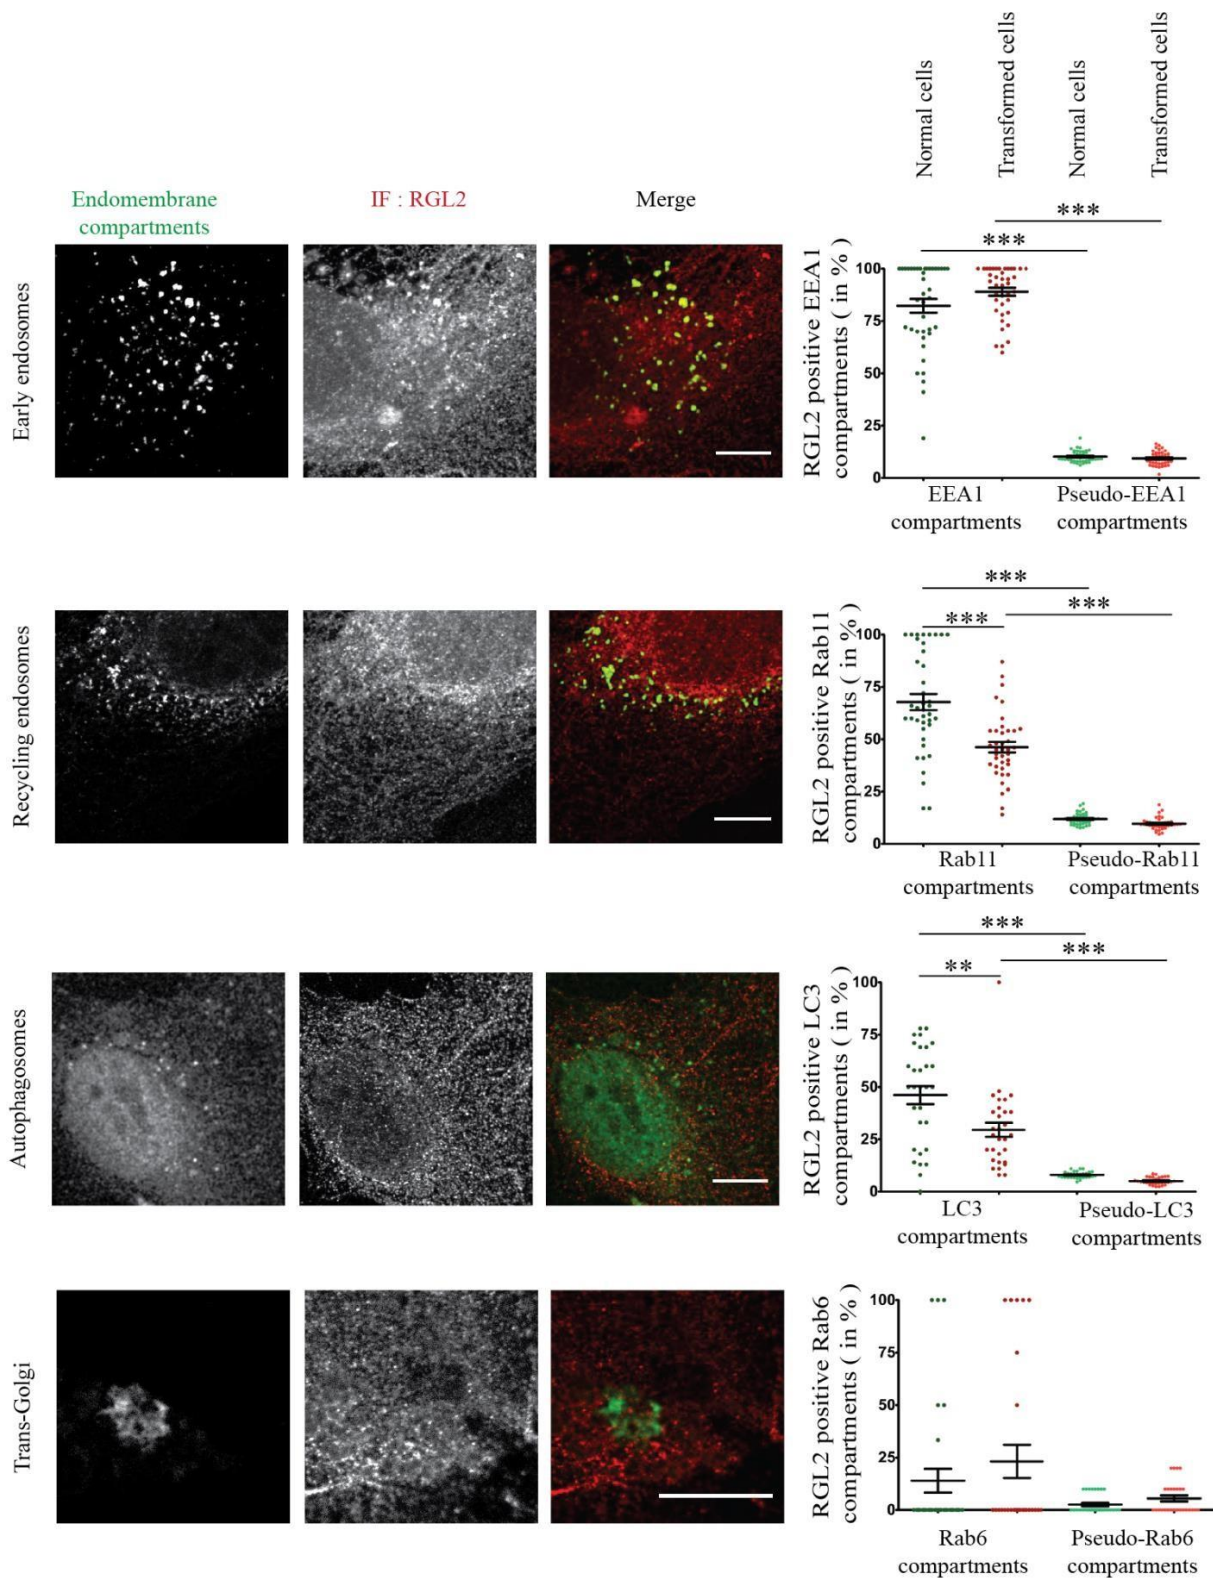 Normal cells
Transformed cells
Normal cells
Transformed cells
Endomembrane
compartments
IF : RGL2
Merge
Early endosomes
RGL2 positive EEA1
compartments ( in % )
***
***
100
75
50
25
0
EEA1
compartments
Pseudo-EEA1
compartments
Recycling endosomes
RGL2 positive Rab11
compartments ( in % )
***
***
***
100
75
50
25
0
Rab11
compartments
Pseudo-Rab11
compartments
Autophagosomes
RGL2 positive LC3
compartments ( in % )
***
***
**
100
75
50
25
0
LC3
compartments
Pseudo-LC3
compartments
Trans-Golgi
RGL2 positive Rab6
compartments ( in % )
100
75
50
25
0
Rab6
compartments
Pseudo-Rab6
compartments